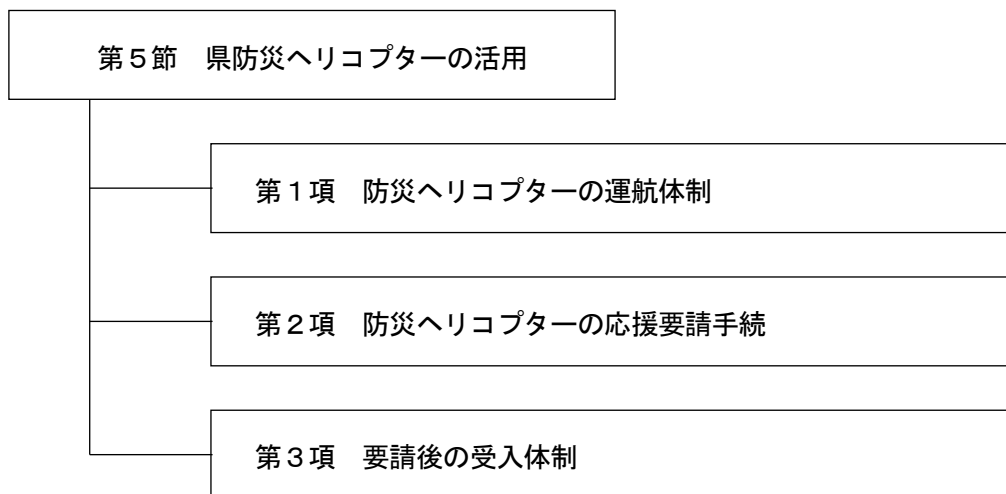 第５節　県防災ヘリコプターの活用
第１項　防災ヘリコプターの運航体制
第２項　防災ヘリコプターの応援要請手続
第３項　要請後の受入体制